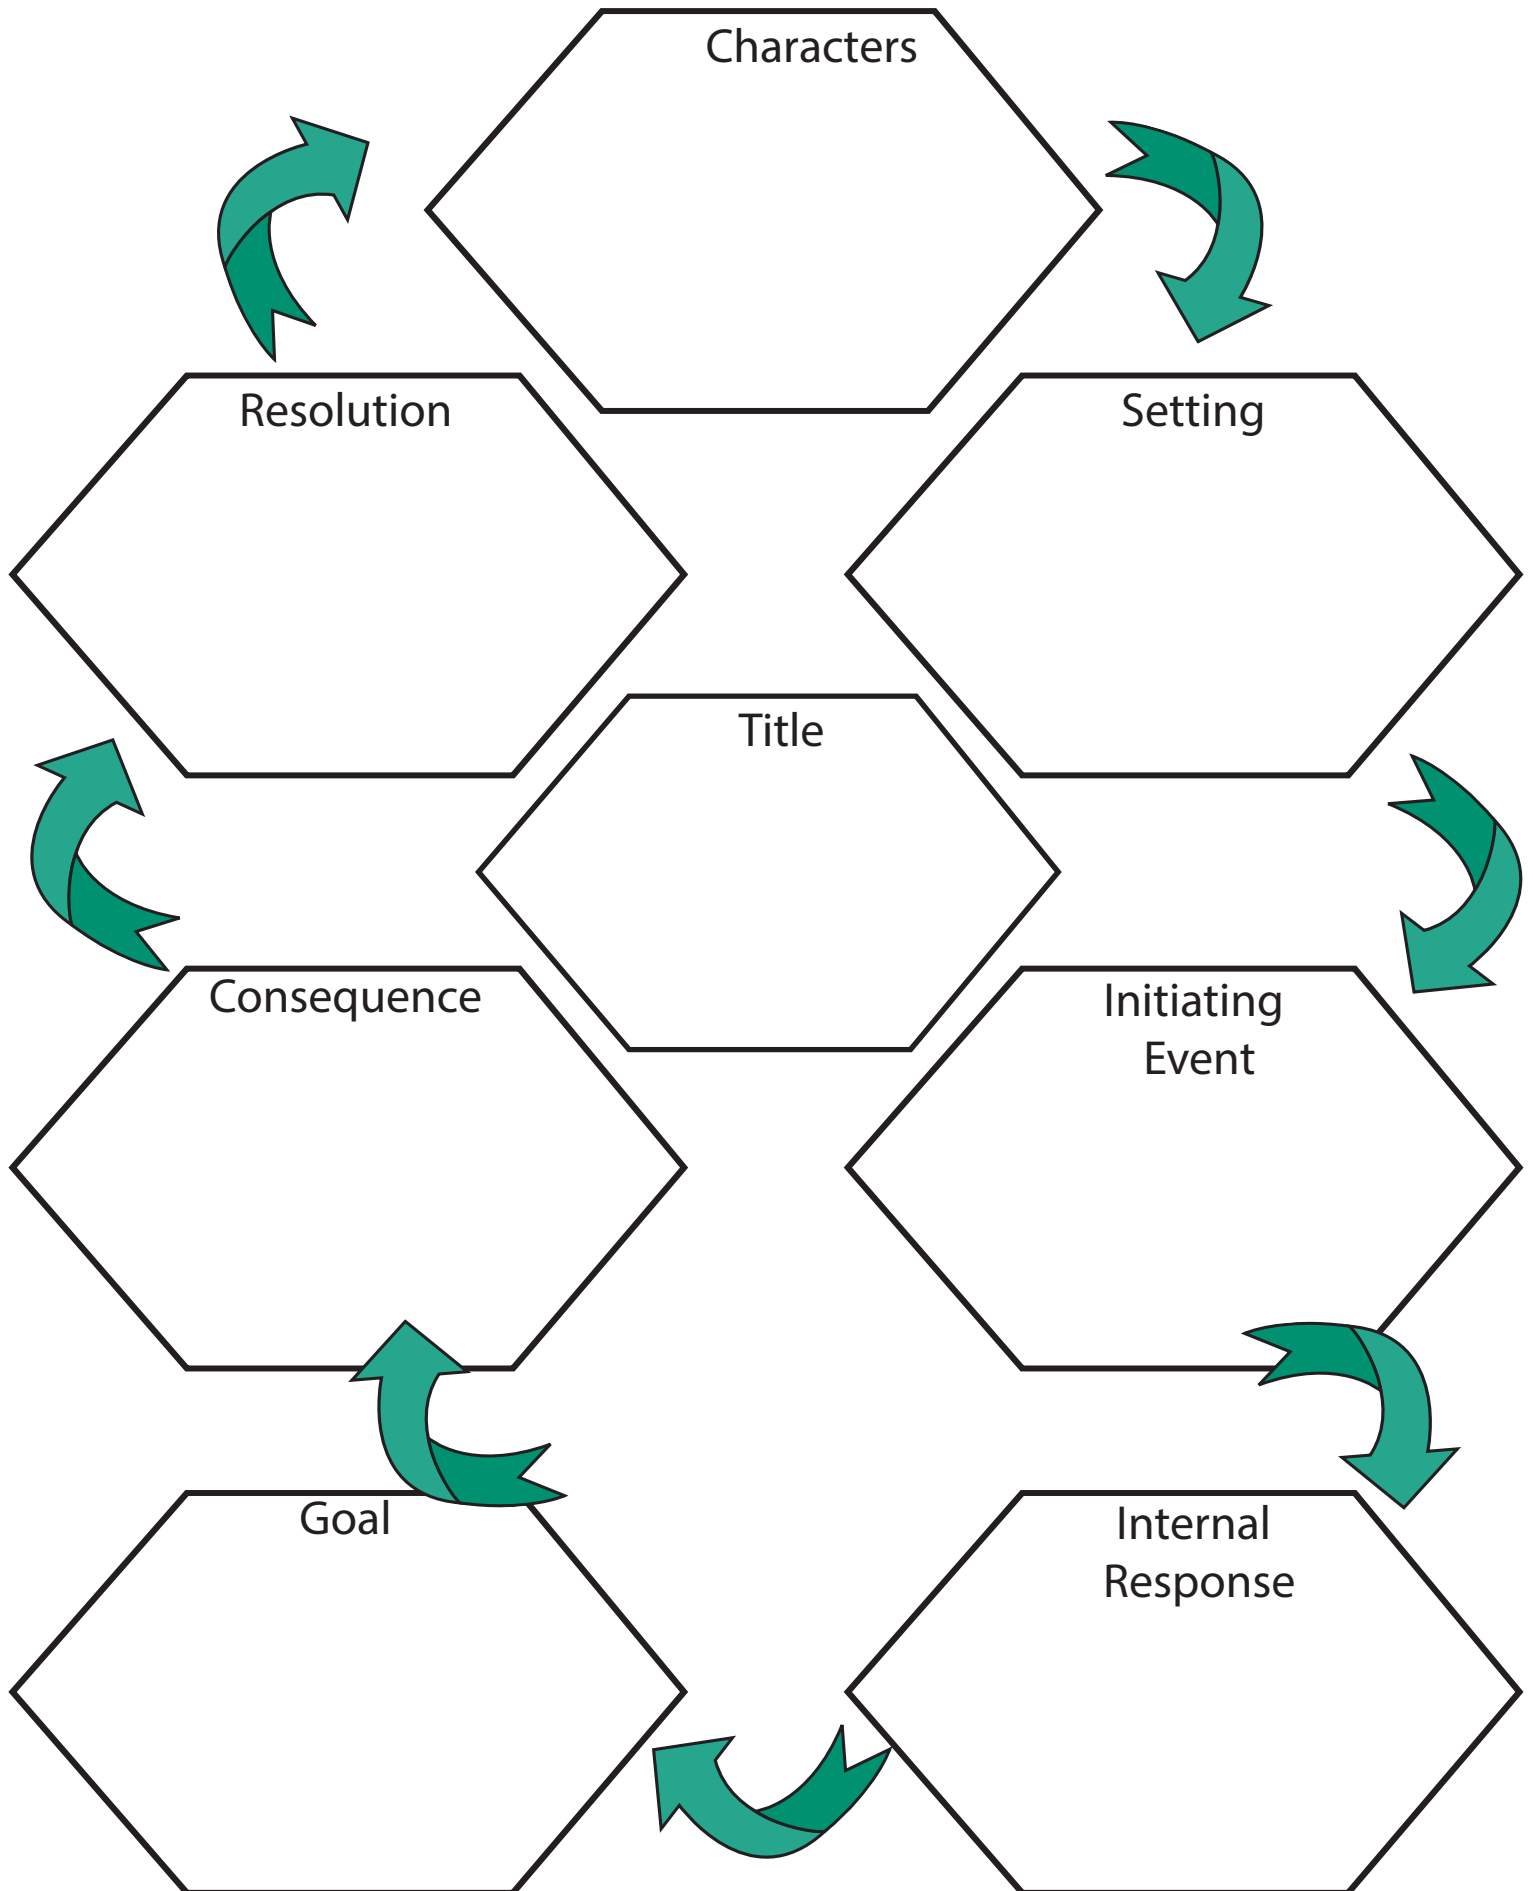 Characters
Resolution
Setting
Title
Consequence
Initiating
Event
Goal
Internal
Response